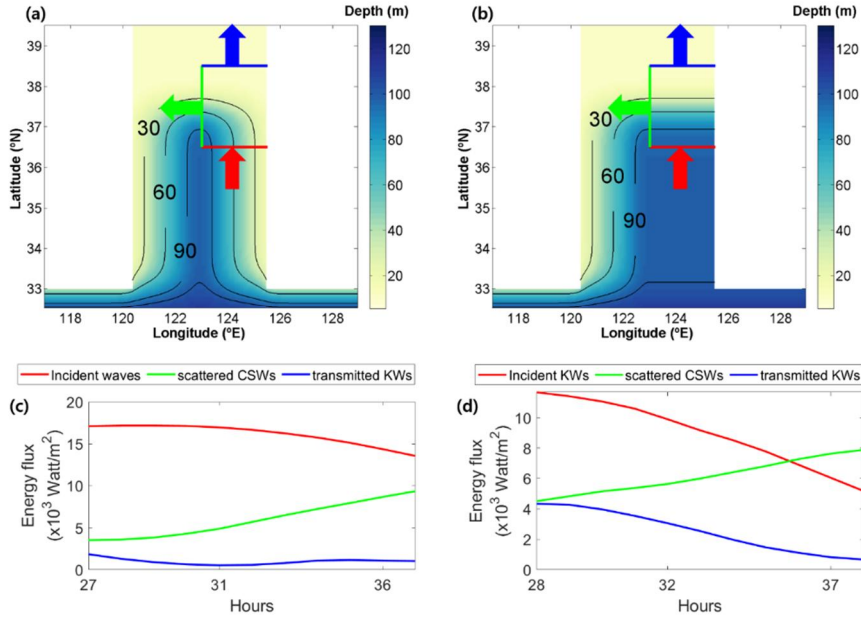 (a)
Depth (m)
39
38
37
36
35
34
33
Latitude (ºN)
30
60
90
120
100
80
60
40
20
118 120 122 124 126 128
Longitude (ºE)
(b)
Depth (m)
39
38
37
36
35
34
33
Latitude (ºN)
30
60
90
120
100
80
60
40
20
118 120 122 124 126 128
Longitude (ºE)
Incident waves scattered CSWs transmitted KWs
(c)
20
15
10
5
0
Energy flux
(x10³ Watt/m²)
27 31 36
Hours
Incident KWs scattered CSWs transmitted KWs
(d)
10
8
6
4
2
0
Energy flux
(x10³ Watt/m²)
28 32 37
Hours